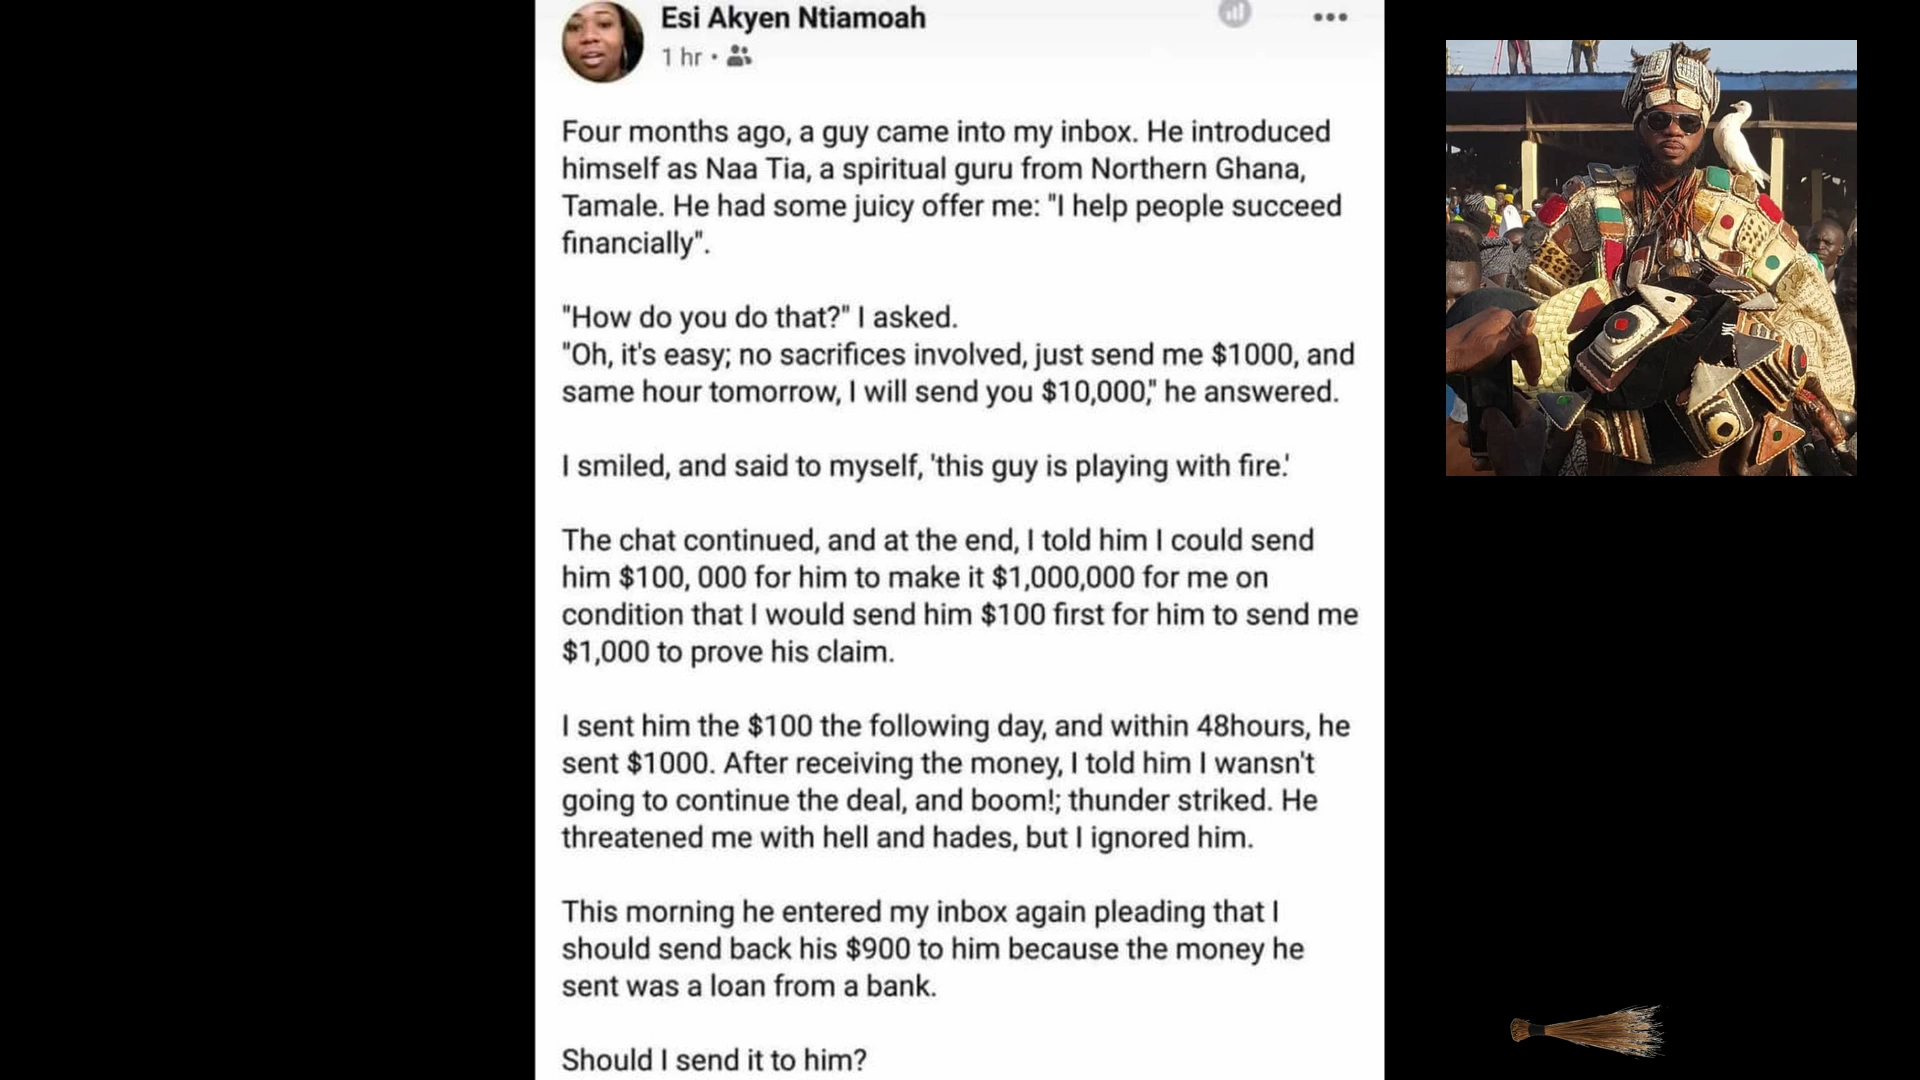 Esi Akyen Ntiamoah
1 hr ·
Four months ago, a guy came into my inbox. He introduced
himself as Naa Tia, a spiritual guru from Northern Ghana,
Tamale. He had some juicy offer me: "I help people succeed
financially".
"How do you do that?" I asked.
"Oh, it's easy; no sacrifices involved, just send me $1000, and
same hour tomorrow, I will send you $10,000," he answered.
I smiled, and said to myself, 'this guy is playing with fire.'
The chat continued, and at the end, I told him I could send
him $100, 000 for him to make it $1,000,000 for me on
condition that I would send him $100 first for him to send me
$1,000 to prove his claim.
I sent him the $100 the following day, and within 48hours, he
sent $1000. After receiving the money, I told him I wansn't
going to continue the deal, and boom!; thunder striked. He
threatened me with hell and hades, but I ignored him.
This morning he entered my inbox again pleading that I
should send back his $900 to him because the money he
sent was a loan from a bank.
Should I send it to him?